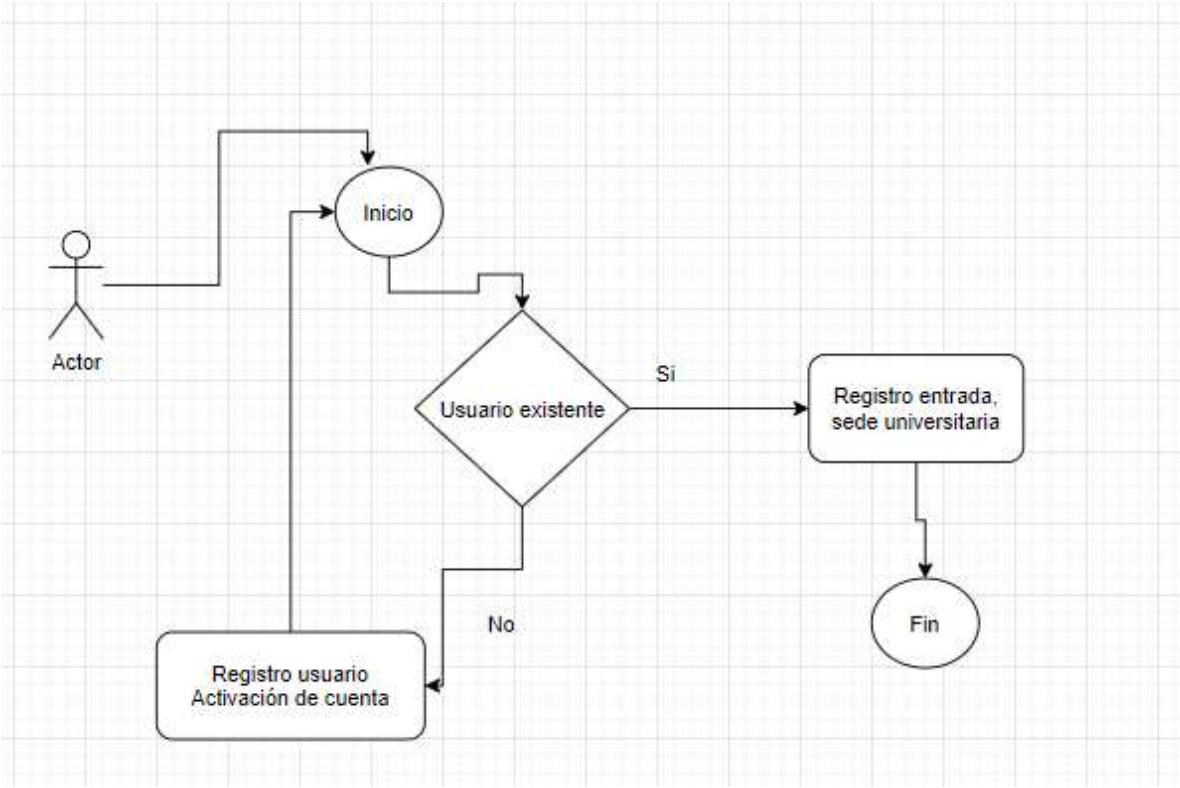 Inicio
Actor
Usuario existente
Si
Registro entrada,
sede universitaria
No
Fin
Registro usuario
Activación de cuenta